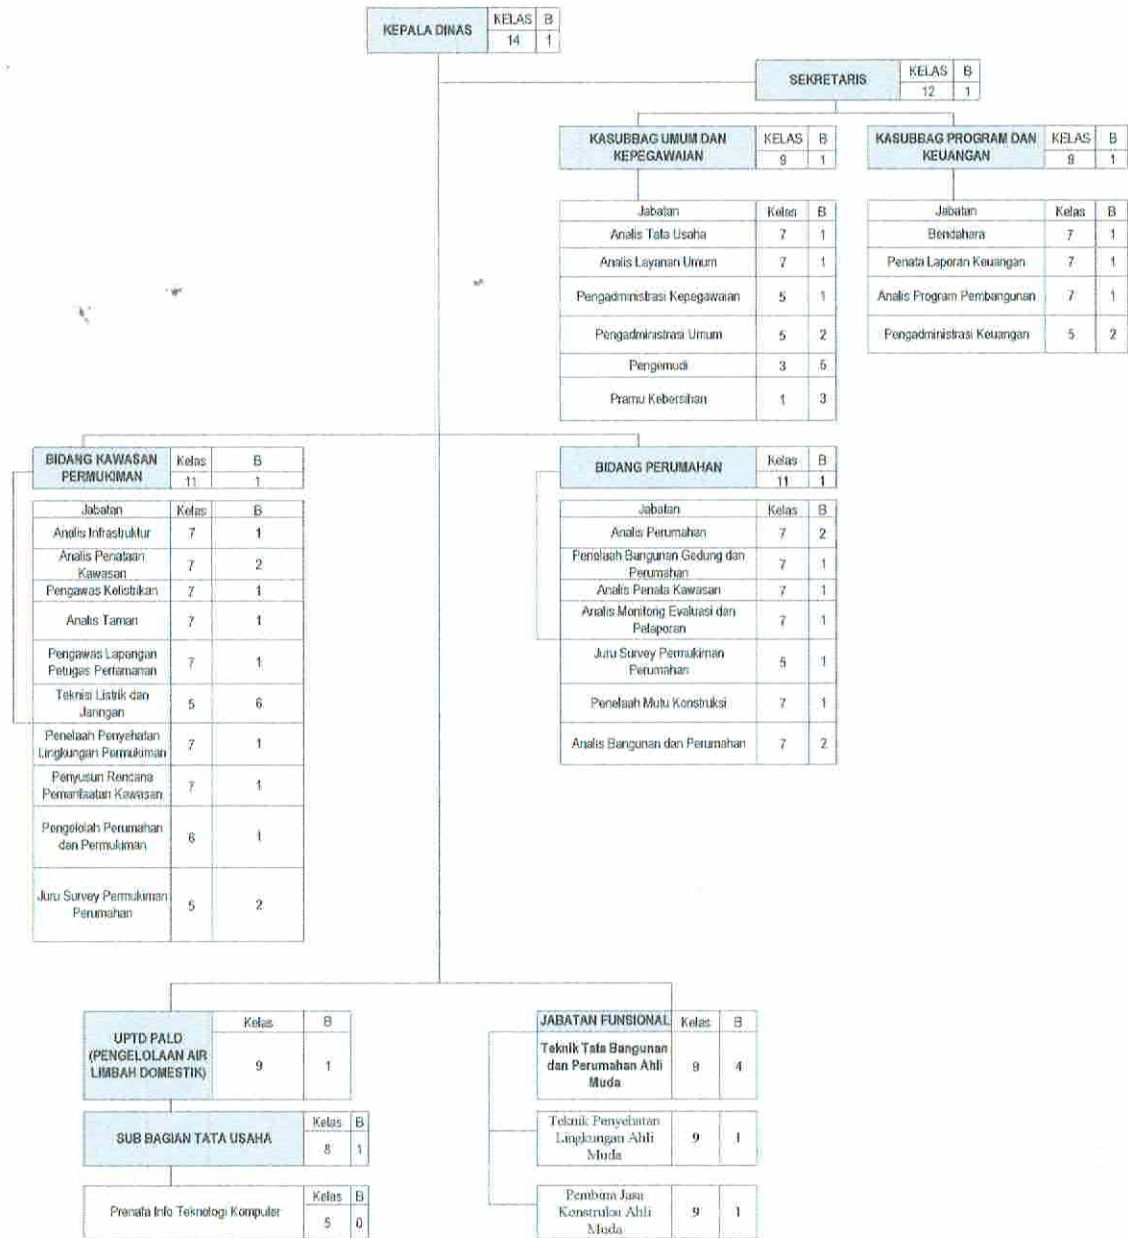 KEPALA DINAS KELAS B
14 1
SEKRETARIS KELAS B
12 1
KASUBBAG UMUM DAN KEPEGAWAIAN KELAS B
9 1
KASUBBAG PROGRAM DAN KEUANGAN KELAS B
9 1
Jabatan Kelas B
Analis Tata Usaha 7 1
Analis Layanan Umum 7 1
Pengadministrasi Kepegawaian 5 1
Pengadministrasi Umum 5 2
Pengemudi 3 5
Pramu Kebersihan 1 3
Jabatan Kelas B
Bendahara 7 1
Penata Laporan Keuangan 7 1
Analis Program Pembangunan 7 1
Pengadministrasi Keuangan 5 2
BIDANG KAWASAN PERMUKIMAN Kelas B
11 1
Jabatan Kelas B
Analis Infrastruktur 7 1
Analis Penataan
Kawasan 7 2
Pengawas Kelistrikan 7 1
Analis Taman 7 1
Pengawas Lapangan
Petugas Pertamanan 7 1
Teknisi Listrik dan
Jaringan 5 6
Penelaah Penyehatan
Lingkungan Permukiman 7 1
Penyusun Rencana
Pemanfaatan Kawasan 7 1
Pengelolah Perumahan
dan Permukiman 6 1
Juru Survey Permukiman
Perumahan 5 2
BIDANG PERUMAHAN Kelas B
11 1
Jabatan Kelas B
Analis Perumahan 7 2
Penelaah Bangunan Gedung dan
Perumahan 7 1
Analis Penata Kawasan 7 1
Analis Monitong Evaluasi dan
Pelaporan 7 1
Juru Survey Permukiman
Perumahan 5 1
Penelaah Mutu Konstruksi 7 1
Analis Bangunan dan Perumahan 7 2
UPTD PALD
(PENGELOLAAN AIR
LIMBAH DOMESTIK) Kelas B
9 1
SUB BAGIAN TATA USAHA Kelas B
8 1
Prenata Info Teknologi Komputer Kelas B
5 0
JABATAN FUNSIONAL Kelas B
Teknik Tata Bangunan
dan Perumahan Ahli
Muda 9 4
Teknik Penyehatan
Lingkungan Ahli
Muda 9 1
Pembina Jasa
Konstruksi Ahli
Muda 9 1